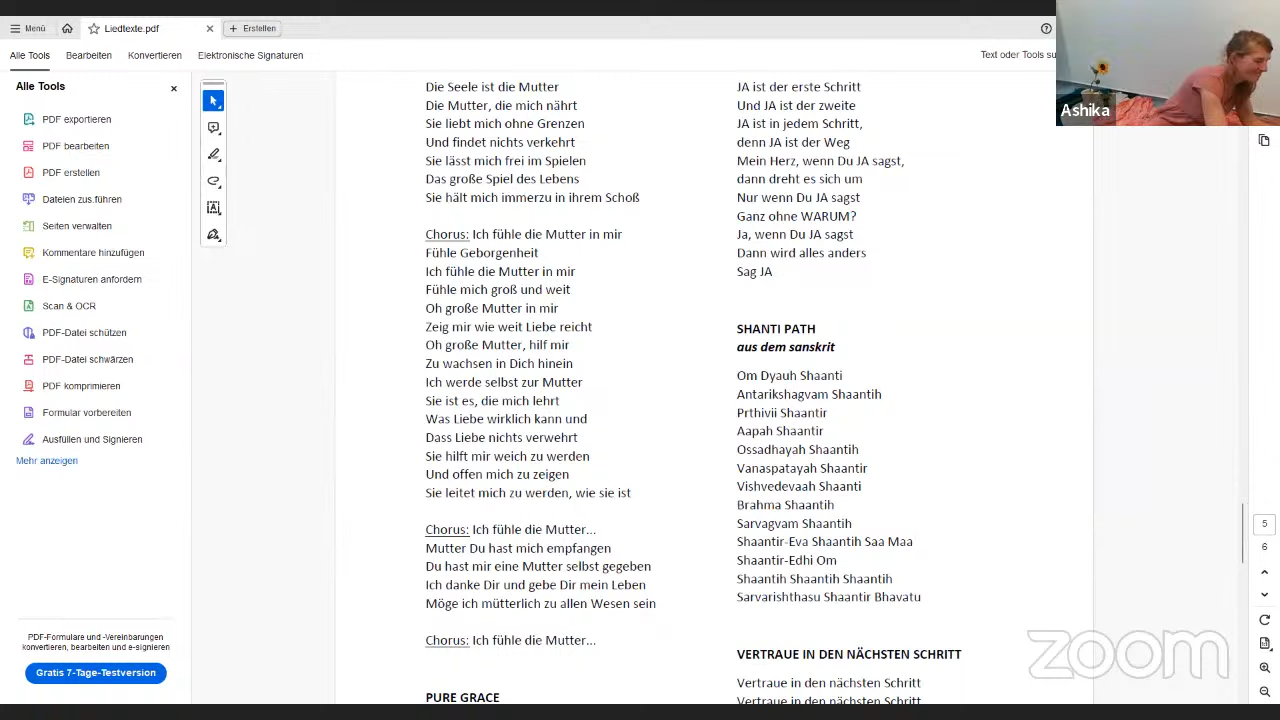 Menü
Liedtexte.pdf
Erstellen
Alle Tools
Bearbeiten
Konvertieren
Elektronische Signaturen
Text oder Tools su
Alle Tools
PDF exportieren
PDF bearbeiten
PDF erstellen
Dateien zus.führen
Seiten verwalten
Kommentare hinzufügen
E-Signaturen anfordern
Scan & OCR
PDF-Datei schützen
PDF-Datei schwärzen
PDF komprimieren
Formular vorbereiten
Ausfüllen und Signieren
Mehr anzeigen
PDF-Formulare und -Vereinbarungen
konvertieren, bearbeiten und e-signieren
Gratis 7-Tage-Testversion
Die Seele ist die Mutter
Die Mutter, die mich nährt
Sie liebt mich ohne Grenzen
Und findet nichts verkehrt
Sie lässt mich frei im Spielen
Das große Spiel des Lebens
Sie hält mich immerzu in ihrem Schoß
Chorus: Ich fühle die Mutter in mir
Fühle Geborgenheit
Ich fühle die Mutter in mir
Fühle mich groß und weit
Oh große Mutter in mir
Zeig mir wie weit Liebe reicht
Oh große Mutter, hilf mir
Zu wachsen in Dich hinein
Ich werde selbst zur Mutter
Sie ist es, die mich lehrt
Was Liebe wirklich kann und
Dass Liebe nichts verwehrt
Sie hilft mir weich zu werden
Und offen mich zu zeigen
Sie leitet mich zu werden, wie sie ist
Chorus: Ich fühle die Mutter...
Mutter Du hast mich empfangen
Du hast mir eine Mutter selbst gegeben
Ich danke Dir und gebe Dir mein Leben
Möge ich mütterlich zu allen Wesen sein
Chorus: Ich fühle die Mutter...
PURE GRACE
JA ist der erste Schritt
Und JA ist der zweite
JA ist in jedem Schritt,
denn JA ist der Weg
Mein Herz, wenn Du JA sagst,
dann dreht es sich um
Nur wenn Du JA sagst
Ganz ohne WARUM?
Ja, wenn Du JA sagst
Dann wird alles anders
Sag JA
SHANTI PATH
aus dem sanskrit
Om Dyauh Shaanti
Antarikshagvam Shaantih
Prthivii Shaantir
Aapah Shaantir
Ossadhayah Shaantih
Vanaspatayah Shaantir
Vishvedevaah Shaanti
Brahma Shaantih
Sarvagvam Shaantih
Shaantir-Eva Shaantih Saa Maa
Shaantir-Edhi Om
Shaantih Shaantih Shaantih
Sarvarishthasu Shaantir Bhavatu
VERTRAUE IN DEN NÄCHSTEN SCHRITT
Vertraue in den nächsten Schritt
Vertraue in den nächsten Schritt
Ashika
5
6
zoom